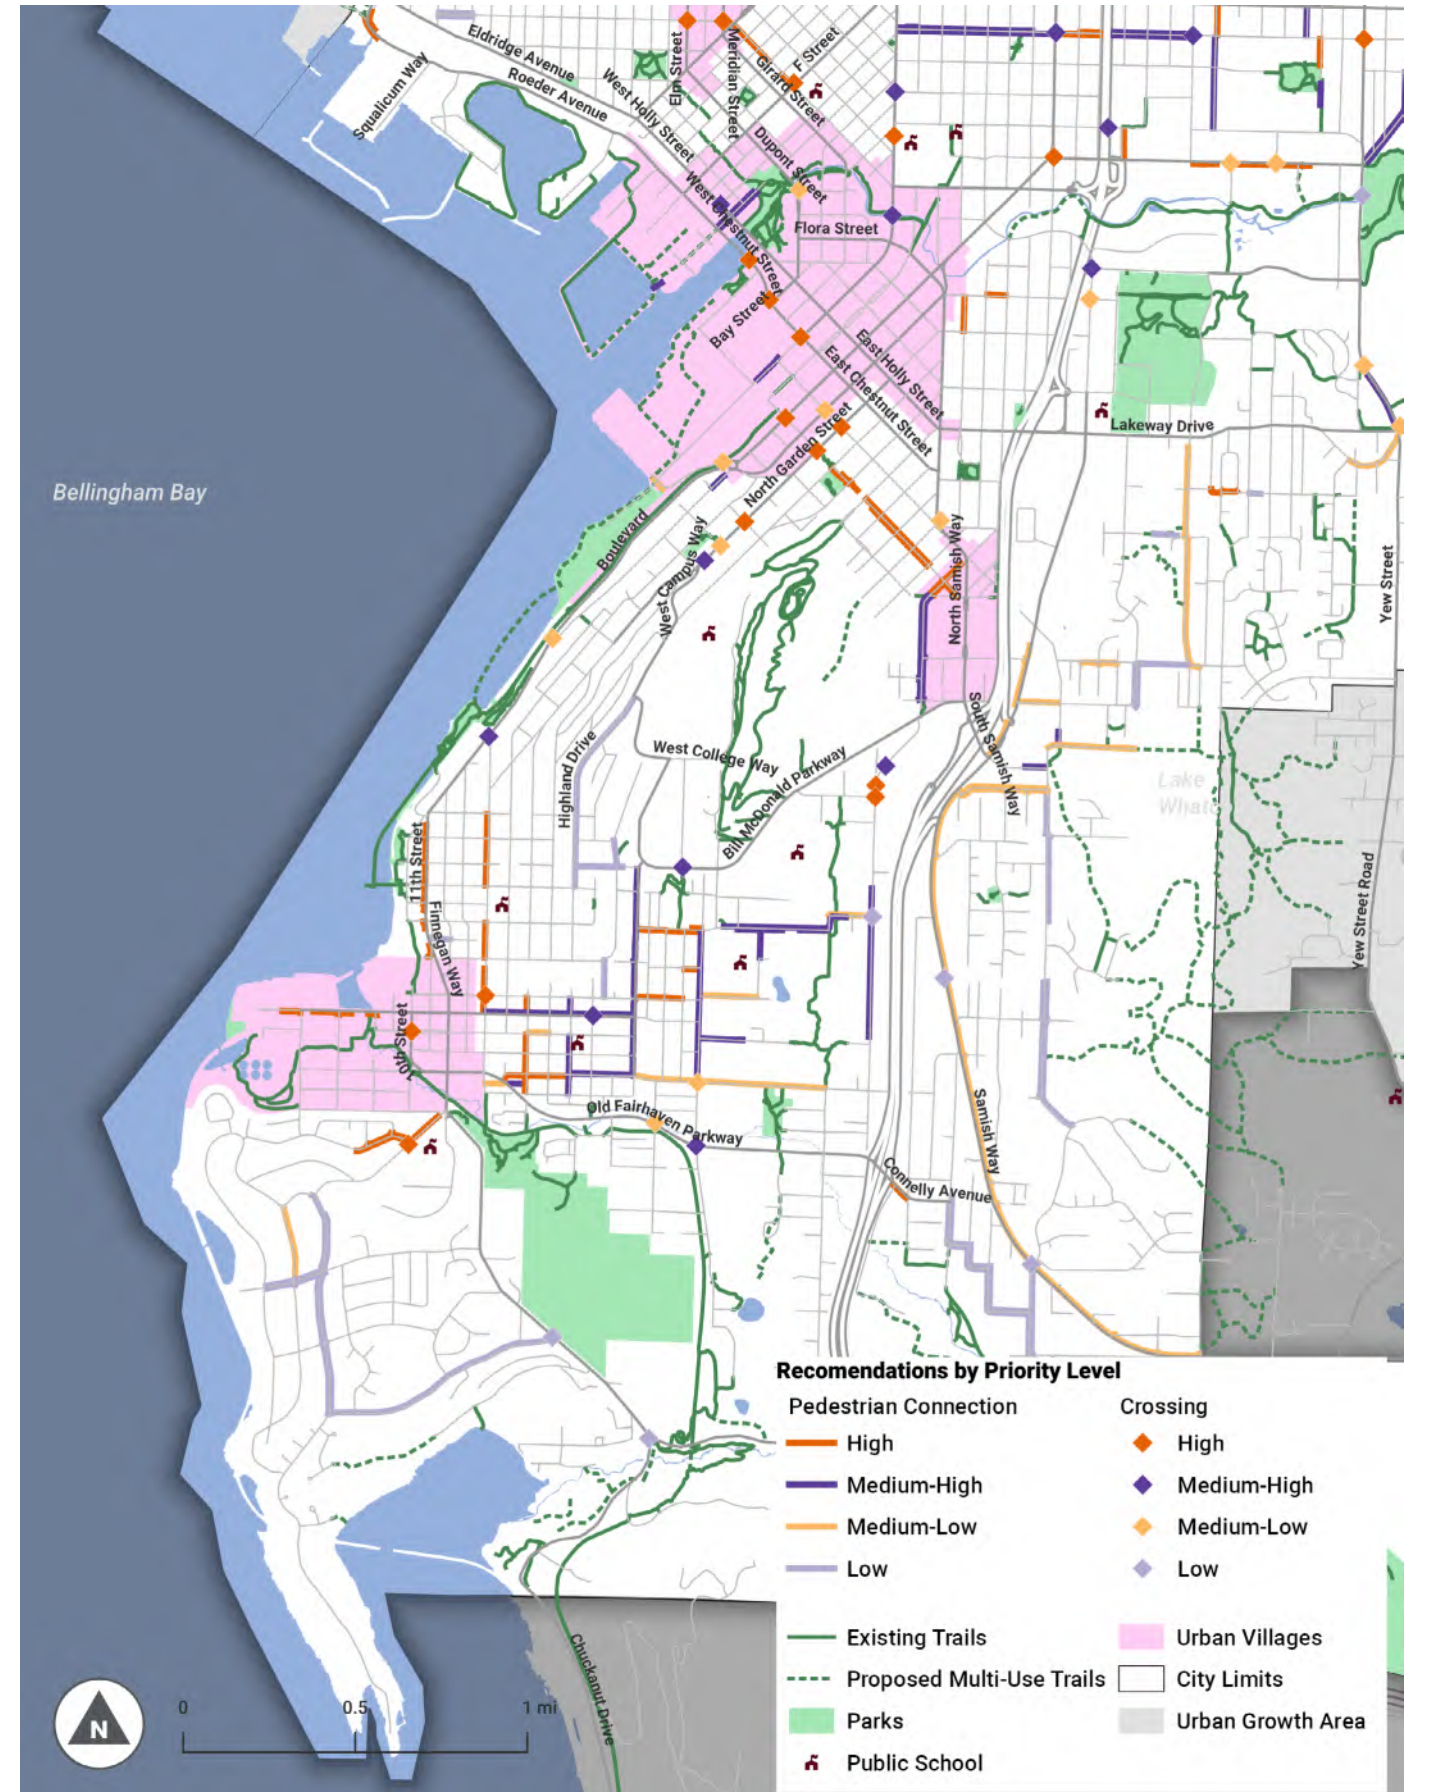 Eldridge Avenue
Roeder Avenue
Squalicum Way
West Holly Street
Elm Street
Meridian Street
Girard Street
F Street
Dupont Street
West Chestnut Street
Flora Street
Bay Street
East Holly Street
East Chestnut Street
Lakeway Drive
North Garden Street
Bellingham Bay
Boulevard
West Campus Way
North Samish Way
Yew Street
Highland Drive
West College Way
Bill McDonald Parkway
South Samish Way
Lake
Whatc
11th Street
Finnegan Way
Yew Street Road
10th Street
Old Fairhaven Parkway
Samish Way
Connelly Avenue
Chuckanut Drive
Recomendations by Priority Level
Pedestrian Connection
High
Medium-High
Medium-Low
Low
Crossing
High
Medium-High
Medium-Low
Low
Existing Trails
Proposed Multi-Use Trails
Parks
Public School
Urban Villages
City Limits
Urban Growth Area
N
0 0.5 1 mi